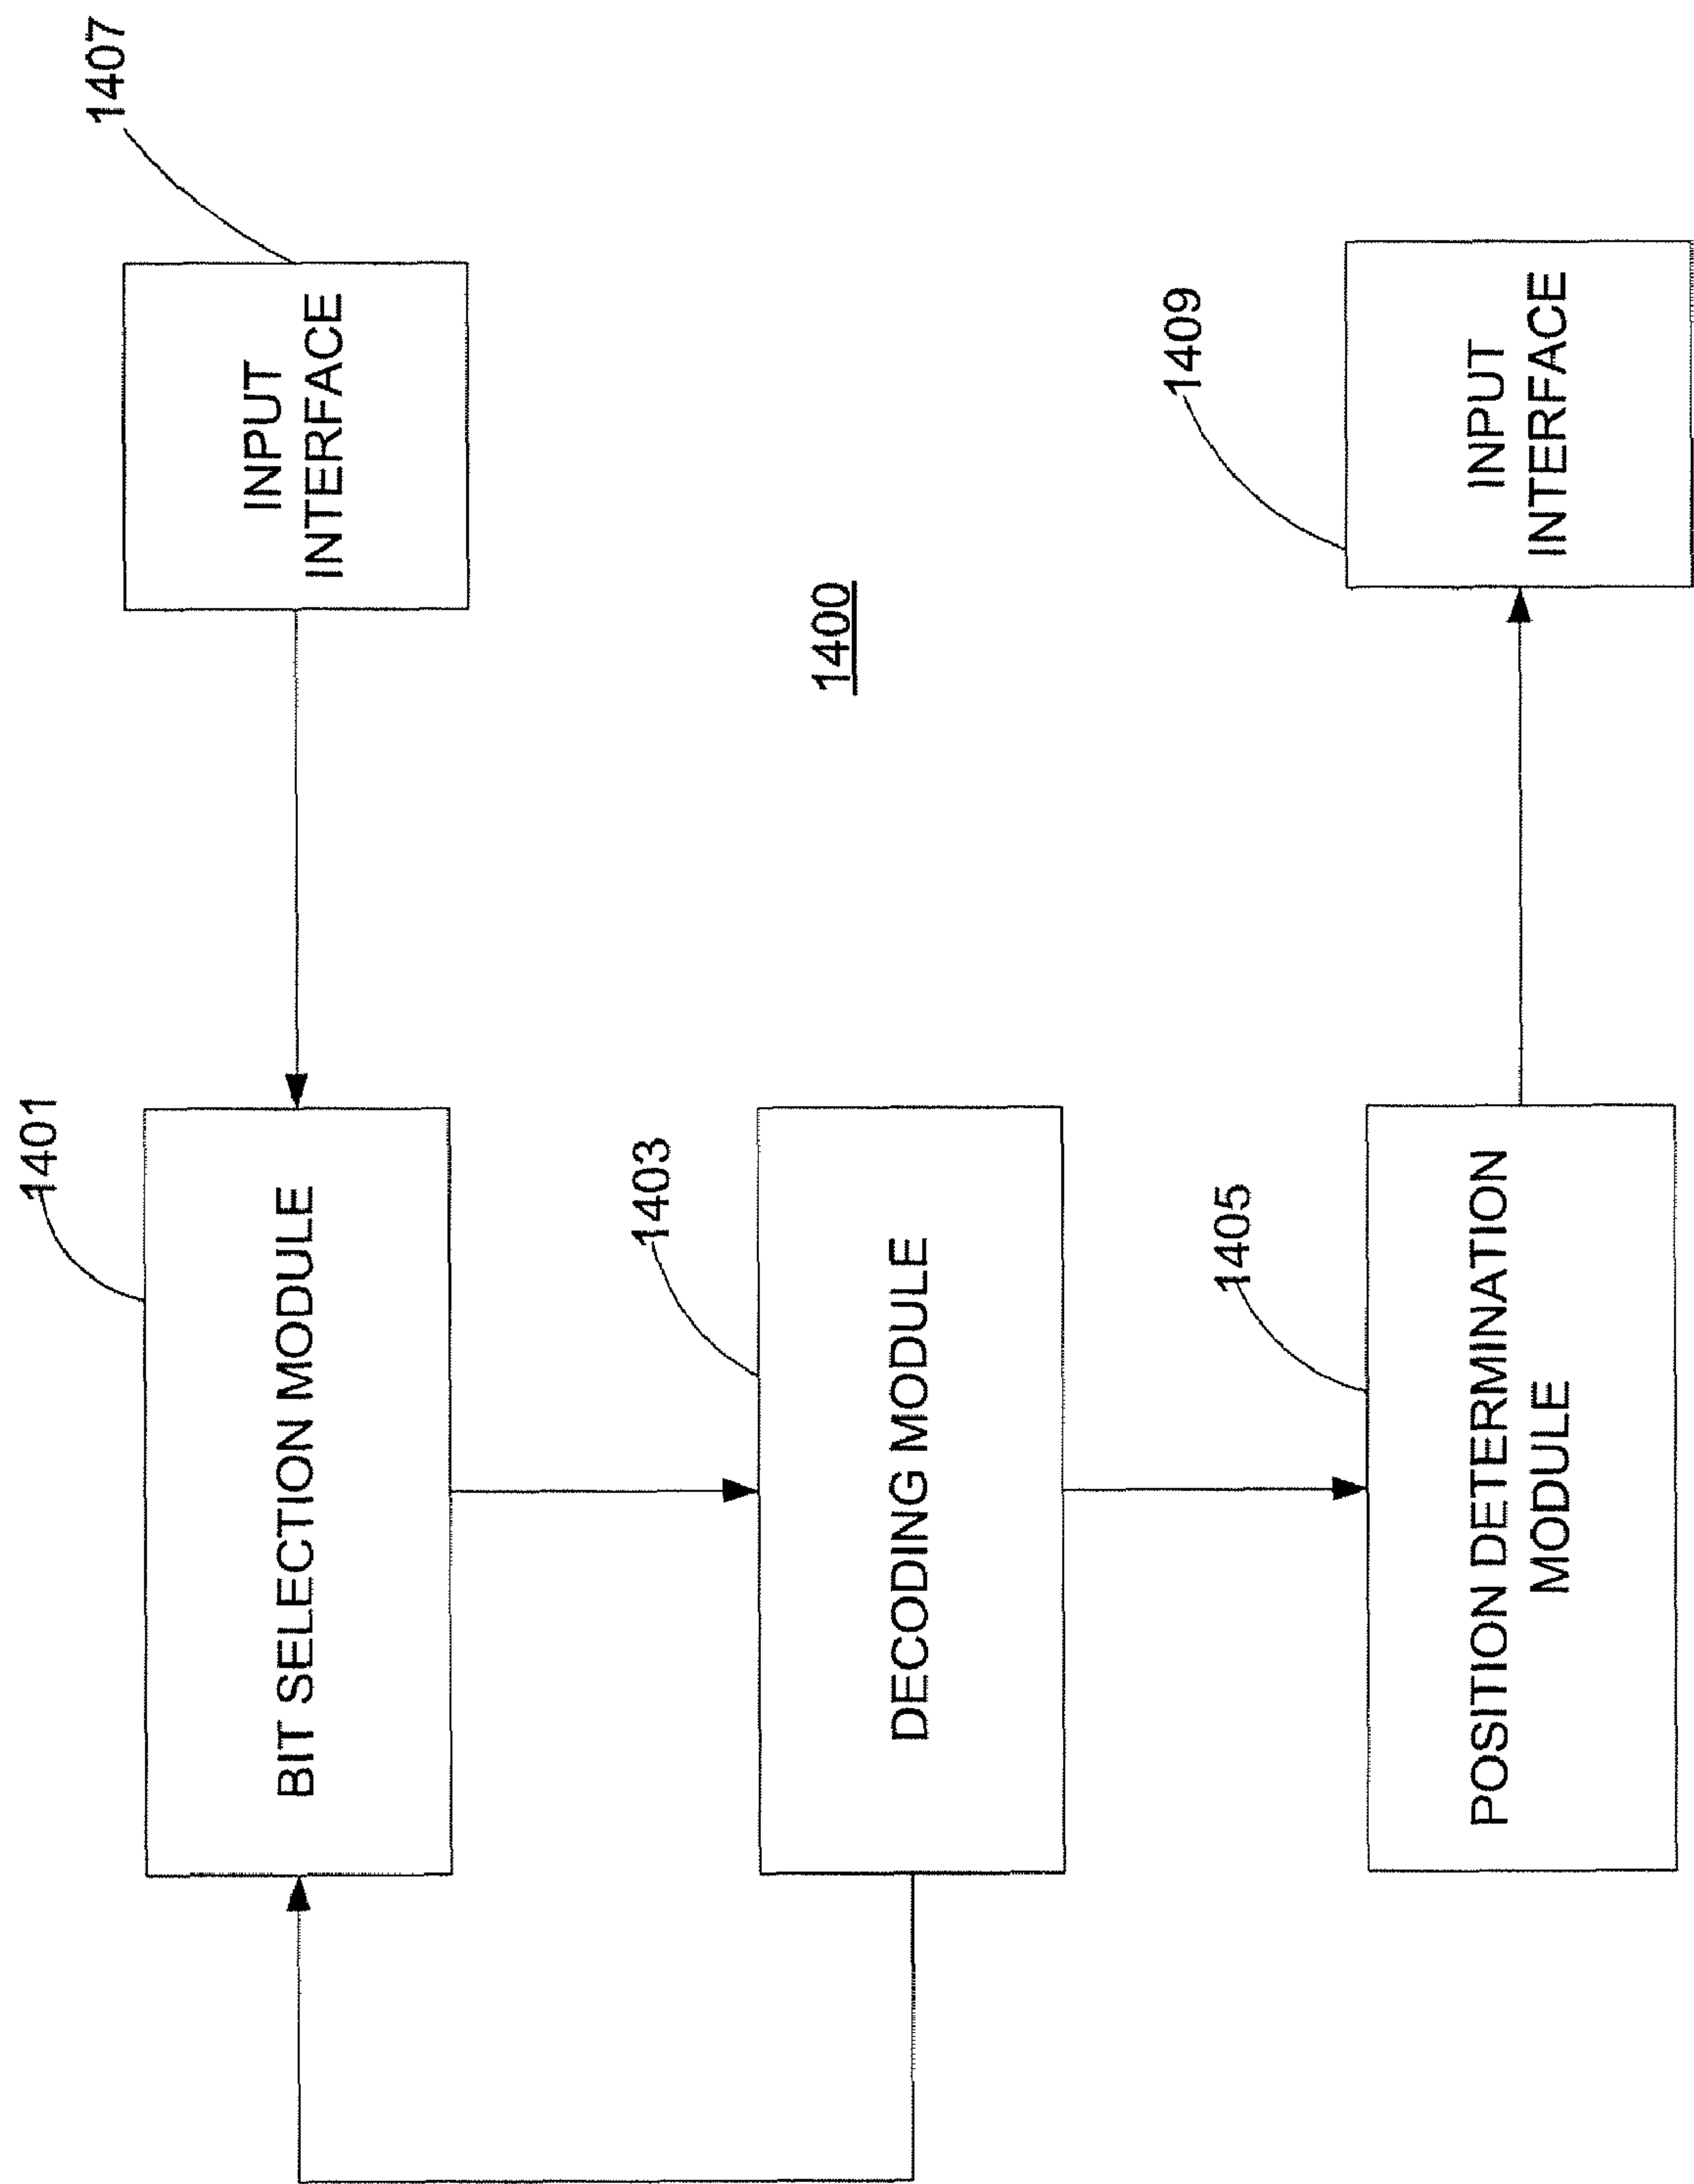 1401
BIT SELECTION MODULE
1407
INPUT
INTERFACE
1403
DECODING MODULE
1400
1405
POSITION DETERMINATION
MODULE
1409
INPUT
INTERFACE